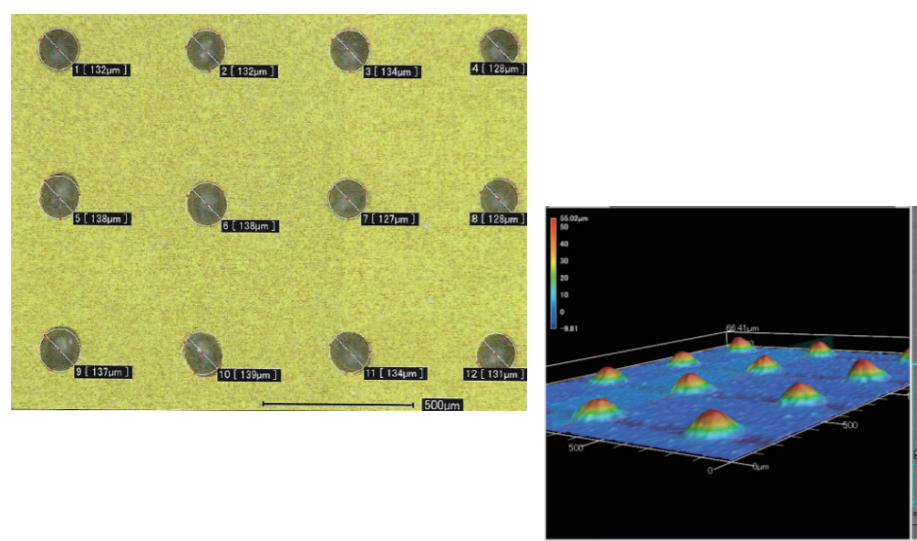 1 [ 132μm ]
2 [ 132μm ]
3 [ 134μm ]
4 [ 128μm ]
5 [ 138μm ]
6 [ 138μm ]
7 [ 127μm ]
8 [ 128μm ]
9 [ 137μm ]
10 [ 139μm ]
11 [ 134μm ]
12 [ 131μm ]
500μm
55.02μm
50
40
30
20
10
0
-9.81
66.41μm
500
500
0
0μm